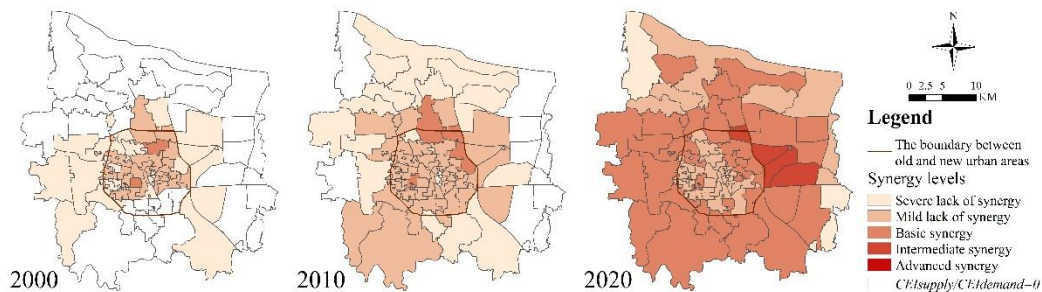 2000
2010
2020
N
0 2.5 5 10
KM
Legend
The boundary between
old and new urban areas
Synergy levels
Severe lack of synergy
Mild lack of synergy
Basic synergy
Intermediate synergy
Advanced synergy
CEIsupply/CEIdemand=0